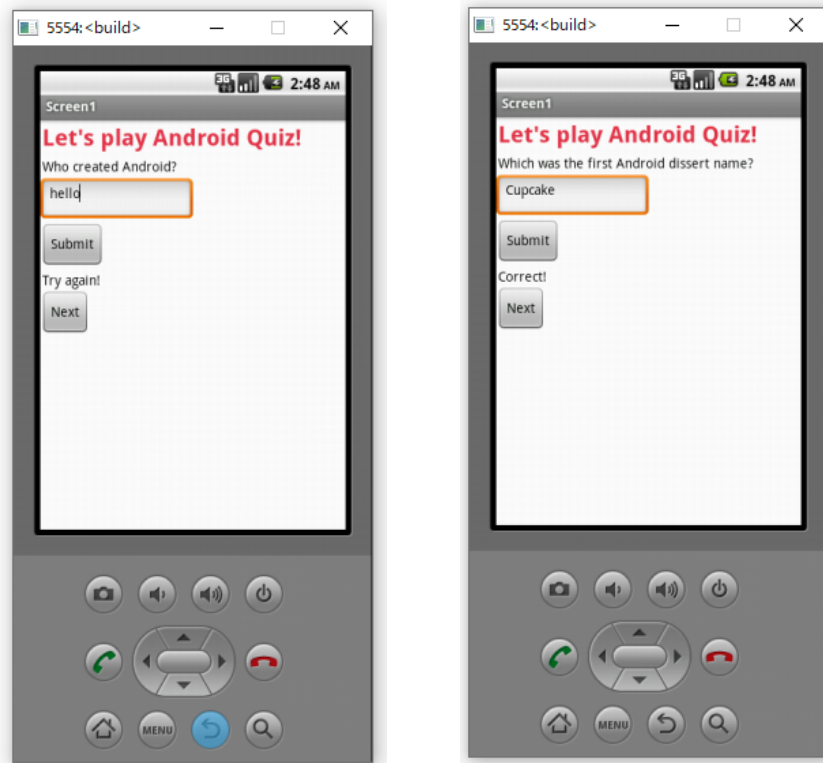 5554:<build>
3G 2:48 AM
Screen1
Let's play Android Quiz!
Who created Android?
hello
Submit
Try again!
Next
MENU
5554:<build>
3G 2:48 AM
Screen1
Let's play Android Quiz!
Which was the first Android dissert name?
Cupcake
Submit
Correct!
Next
MENU